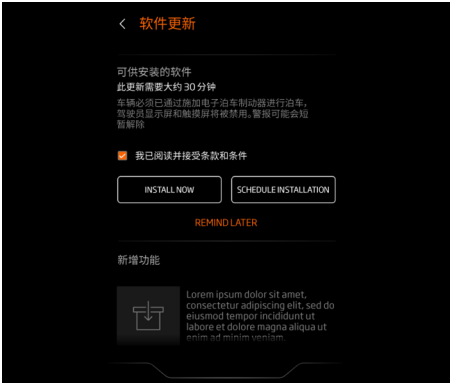 软件更新
可供安装的软件
此更新需要大约 30 分钟
车辆必须已通过施加电子泊车制动器进行泊车，
驾驶员显示屏和触摸屏将被禁用。警报可能会短
暂解除
我已阅读并接受条款和条件
INSTALL NOW
SCHEDULE INSTALLATION
REMIND LATER
新增功能
Lorem ipsum dolor sit amet,
consectetur adipiscing elit, sed do
eiusmod tempor incididunt ut
labore et dolore magna aliqua ut
enim ad minim veniam.